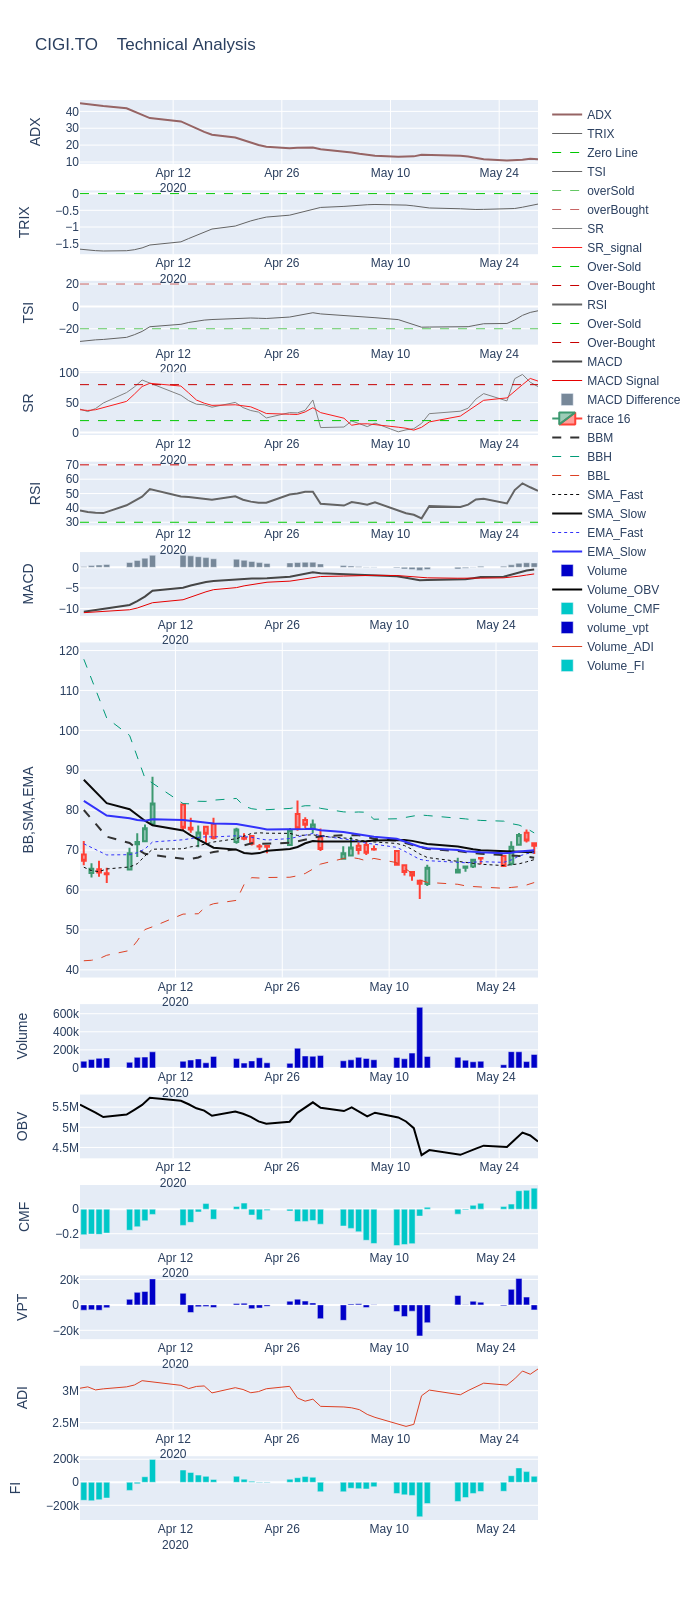 CIGI.TO    Technical Analysis
ADX
40
30
20
10
Apr 12
2020
Apr 26
May 10
May 24
TRIX
0
−0.5
−1
−1.5
Apr 12
2020
Apr 26
May 10
May 24
TSI
20
0
−20
Apr 12
2020
Apr 26
May 10
May 24
SR
100
50
0
Apr 12
2020
Apr 26
May 10
May 24
RSI
70
60
50
40
30
Apr 12
2020
Apr 26
May 10
May 24
MACD
0
−5
−10
Apr 12
2020
Apr 26
May 10
May 24
BB,SMA,EMA
120
110
100
90
80
70
60
50
40
Apr 12
2020
Apr 26
May 10
May 24
Volume
600k
400k
200k
0
Apr 12
2020
Apr 26
May 10
May 24
OBV
5.5M
5M
4.5M
Apr 12
2020
Apr 26
May 10
May 24
CMF
0
−0.2
Apr 12
2020
Apr 26
May 10
May 24
VPT
20k
0
−20k
Apr 12
2020
Apr 26
May 10
May 24
ADI
3M
2.5M
Apr 12
2020
Apr 26
May 10
May 24
FI
200k
0
−200k
Apr 12
2020
Apr 26
May 10
May 24
ADX
TRIX
Zero Line
TSI
overSold
overBought
SR
SR_signal
Over-Sold
Over-Bought
RSI
Over-Sold
Over-Bought
MACD
MACD Signal
MACD Difference
trace 16
BBM
BBH
BBL
SMA_Fast
SMA_Slow
EMA_Fast
EMA_Slow
Volume
Volume_OBV
Volume_CMF
volume_vpt
Volume_ADI
Volume_FI